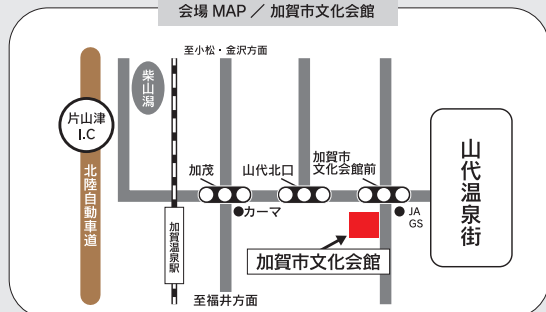 会場 MAP ／ 加賀市文化会館
至小松・金沢方面
柴山潟
片山津
I.C
北陸自動車道
加茂
山代北口
加賀市
文化会館前
山代温泉街
カーマ
JA
GS
加賀温泉駅
加賀市文化会館
至福井方面